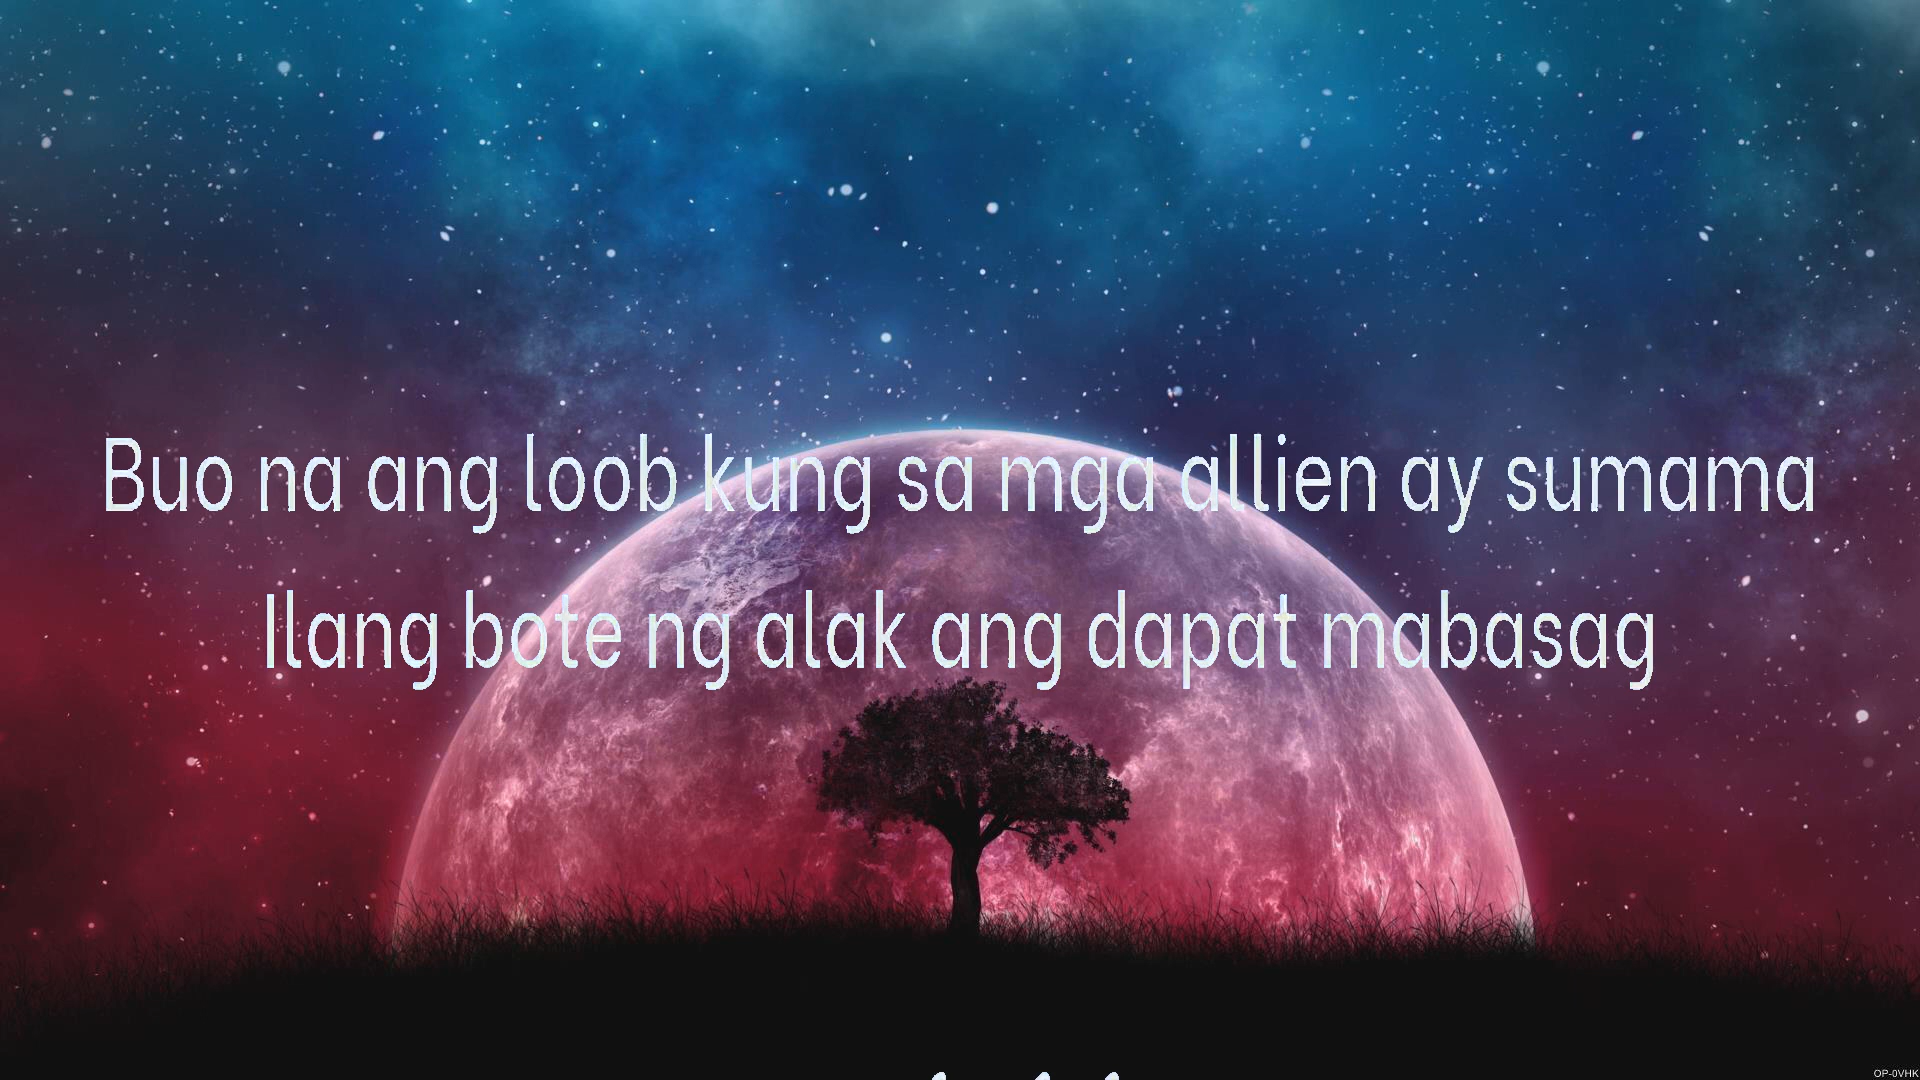 Buo na ang loob kung sa mga allien ay sumama
Ilang bote ng alak ang dapat mabasag
OP-0VHK